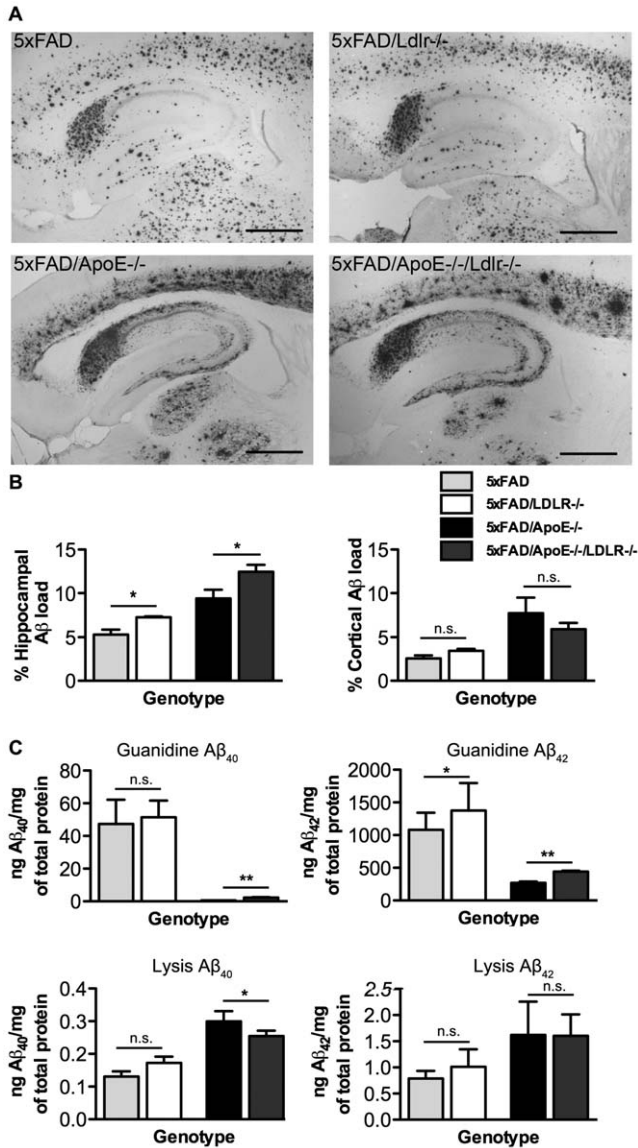 A
5xFAD
5xFAD/Ldlr-/-
5xFAD/ApoE-/-
5xFAD/ApoE-/-/Ldlr-/-
B
5xFAD
5xFAD/LDLR-/-
5xFAD/ApoE-/-
5xFAD/ApoE-/-/LDLR-/-
% Hippocampal
Aβ load
15
10
5
0
*
*
Genotype
% Cortical Aβ load
15
10
5
0
n.s.
n.s.
Genotype
C
Guanidine Aβ₄₀
ng Aβ₄₀/mg
of total protein
80
60
40
20
0
n.s.
**
Genotype
Guanidine Aβ₄₂
ng Aβ₄₂/mg
of total protein
2000
1500
1000
500
0
*
**
Genotype
Lysis Aβ₄₀
ng Aβ₄₀/mg
of total protein
0.4
0.3
0.2
0.1
0.0
n.s.
*
Genotype
Lysis Aβ₄₂
ng Aβ₄₂/mg
of total protein
2.5
2.0
1.5
1.0
0.5
0.0
n.s.
n.s.
Genotype